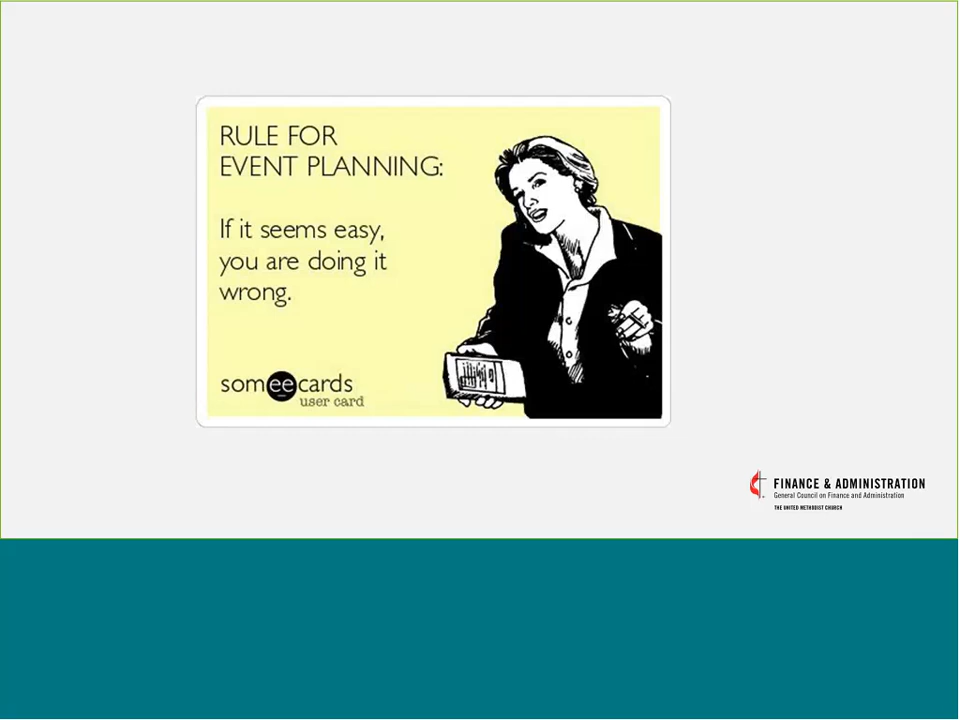 RULE FOR
EVENT PLANNING:
If it seems easy,
you are doing it
wrong.
someecards
user card
FINANCE & ADMINISTRATION
General Council on Finance and Administration
THE UNITED METHODIST CHURCH